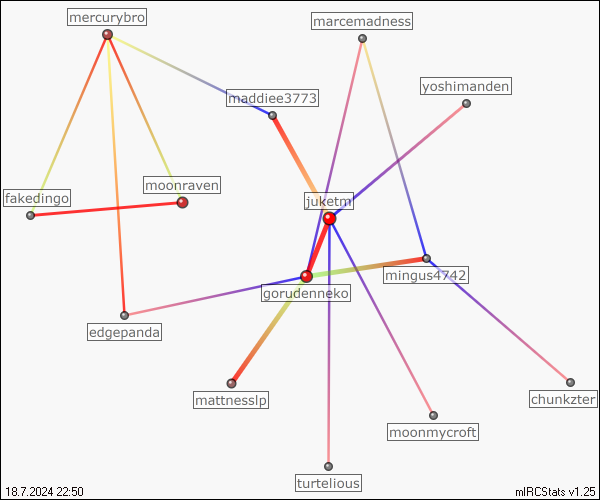 mercurybro
marcemadness
yoshimanden
maddiee3773
moonraven
fakedingo
juketm
mingus4742
gorudenneko
edgepanda
mattnesslp
chunkzter
moonmycroft
turtelious
18.7.2024 22:50
mIRCStats v1.25